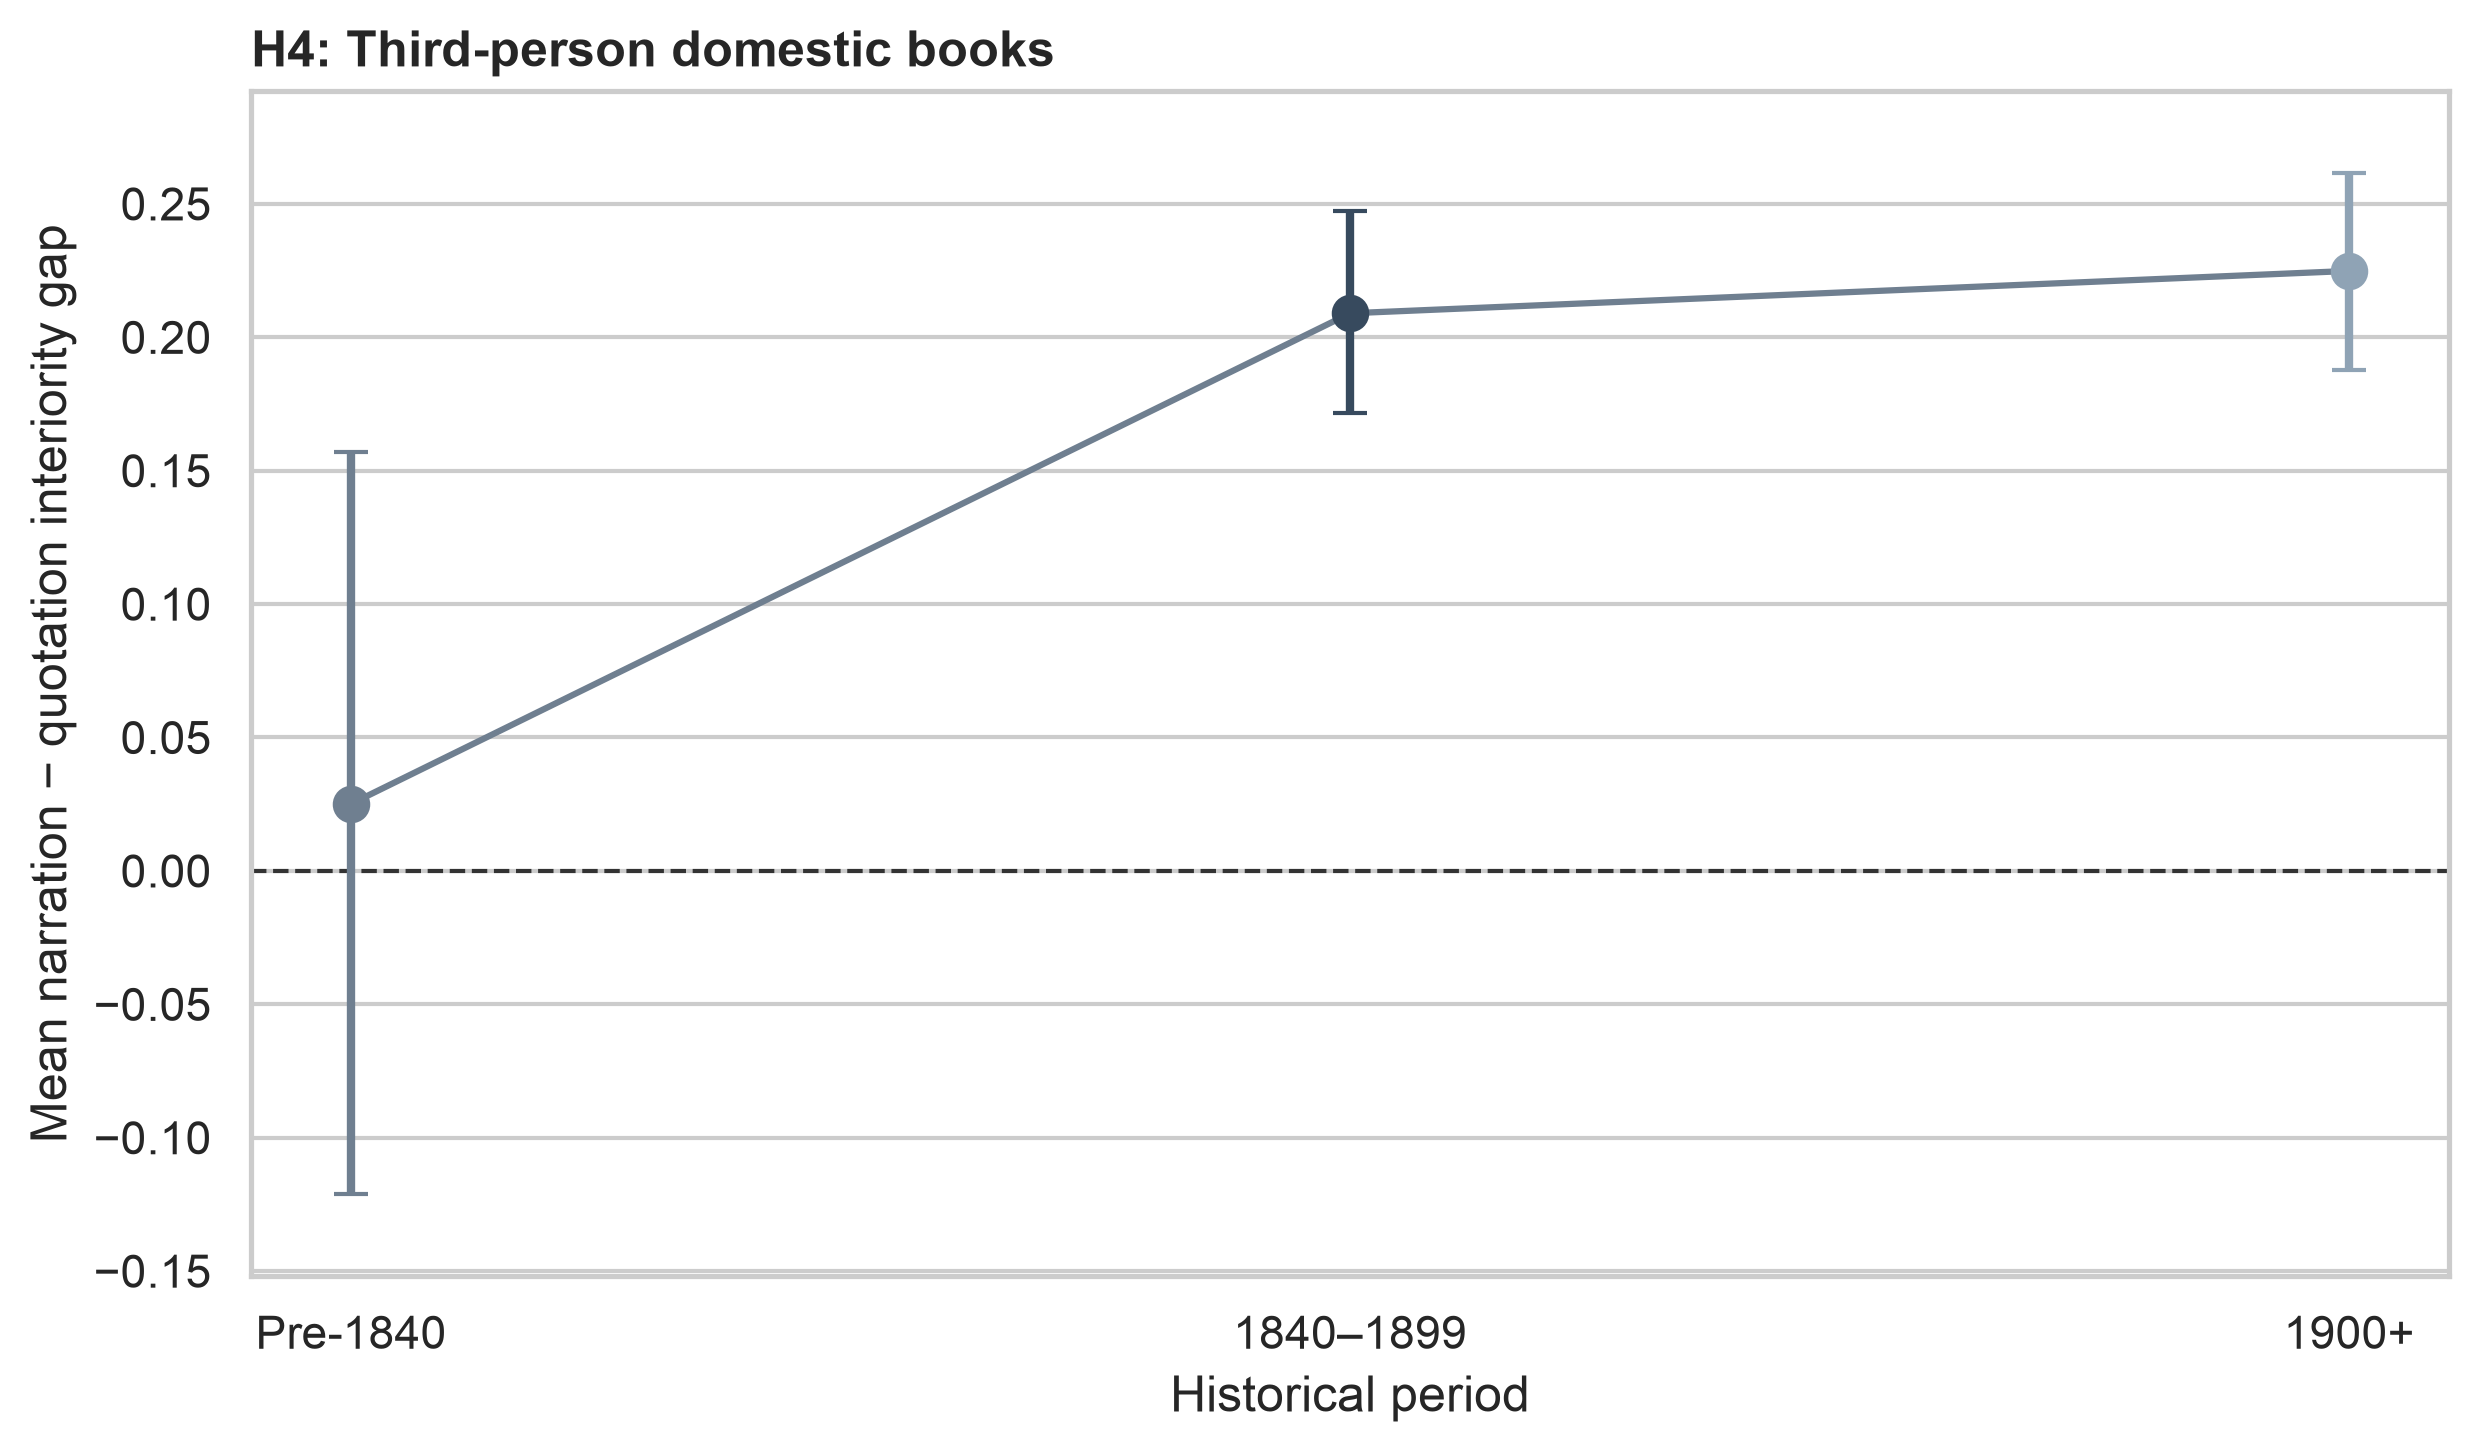 H4: Third-person domestic books
Mean narration − quotation interiority gap
0.25
0.20
0.15
0.10
0.05
0.00
−0.05
−0.10
−0.15
Pre-1840
1840–1899
1900+
Historical period